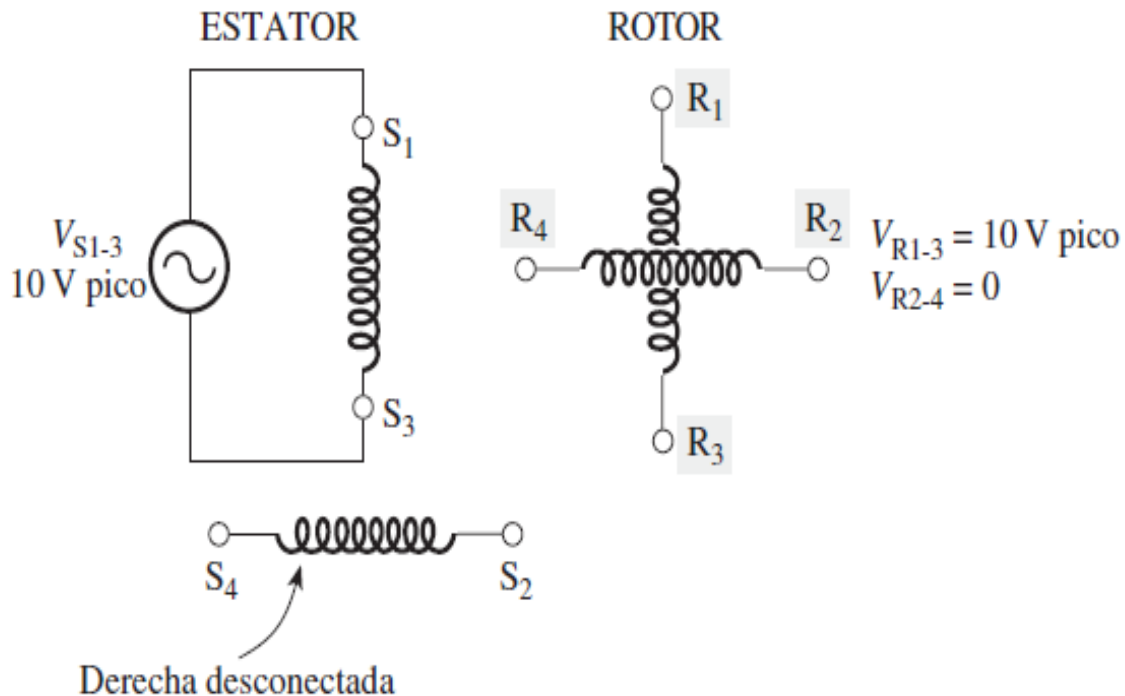 ESTATOR
ROTOR
R1
S1
R4
R2
VS1-3
10 V pico
VR1-3 = 10 V pico
VR2-4 = 0
S3
R3
S4
S2
Derecha desconectada